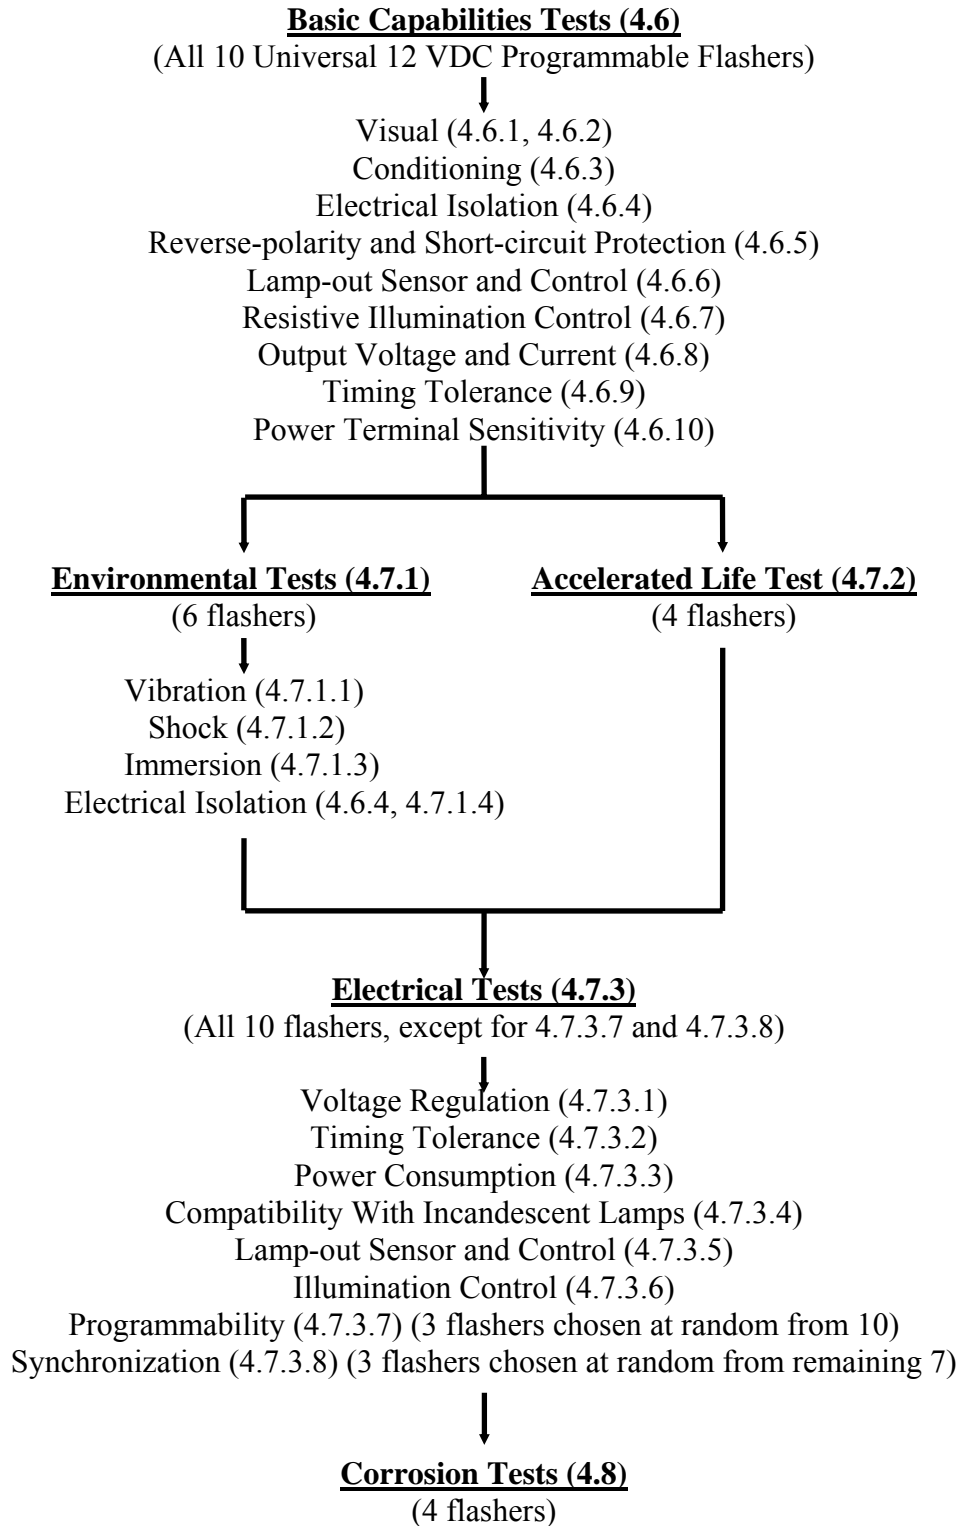 Basic Capabilities Tests (4.6)
(All 10 Universal 12 VDC Programmable Flashers)
Visual (4.6.1, 4.6.2)
Conditioning (4.6.3)
Electrical Isolation (4.6.4)
Reverse-polarity and Short-circuit Protection (4.6.5)
Lamp-out Sensor and Control (4.6.6)
Resistive Illumination Control (4.6.7)
Output Voltage and Current (4.6.8)
Timing Tolerance (4.6.9)
Power Terminal Sensitivity (4.6.10)
Environmental Tests (4.7.1)
(6 flashers)
Vibration (4.7.1.1)
Shock (4.7.1.2)
Immersion (4.7.1.3)
Electrical Isolation (4.6.4, 4.7.1.4)
Accelerated Life Test (4.7.2)
(4 flashers)
Electrical Tests (4.7.3)
(All 10 flashers, except for 4.7.3.7 and 4.7.3.8)
Voltage Regulation (4.7.3.1)
Timing Tolerance (4.7.3.2)
Power Consumption (4.7.3.3)
Compatibility With Incandescent Lamps (4.7.3.4)
Lamp-out Sensor and Control (4.7.3.5)
Illumination Control (4.7.3.6)
Programmability (4.7.3.7) (3 flashers chosen at random from 10)
Synchronization (4.7.3.8) (3 flashers chosen at random from remaining 7)
Corrosion Tests (4.8)
(4 flashers)